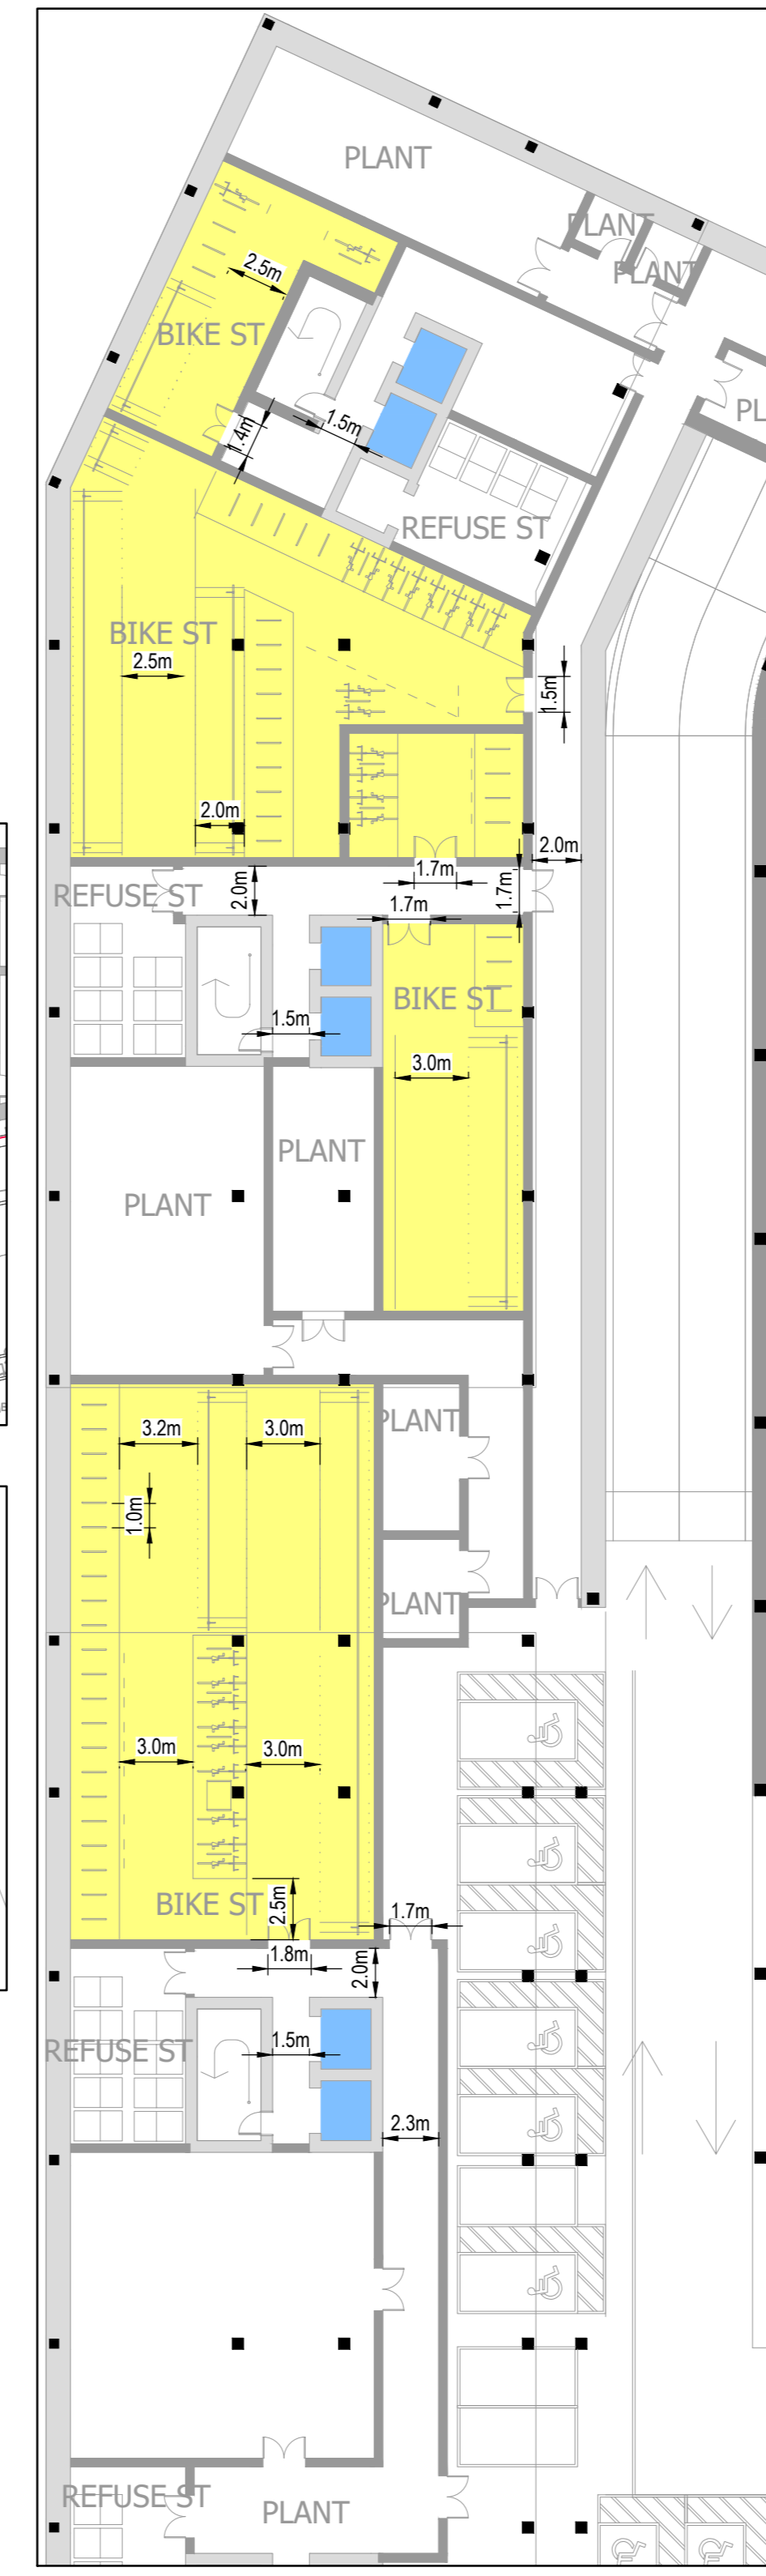 PLANT
PLANT
PLANT
2.5m
BIKE ST
PL
1.4m
1.5m
REFUSE ST
BIKE ST
2.5m
1.5m
2.0m
2.0m
REFUSE ST
2.0m
1.7m
1.7m
1.7m
BIKE ST
1.5m
3.0m
PLANT
PLANT
PLANT
3.2m
3.0m
1.0m
PLANT
3.0m
3.0m
BIKE ST
2.5m
1.7m
1.8m
2.0m
REFUSE ST
1.5m
2.3m
REFUSE ST
PLANT